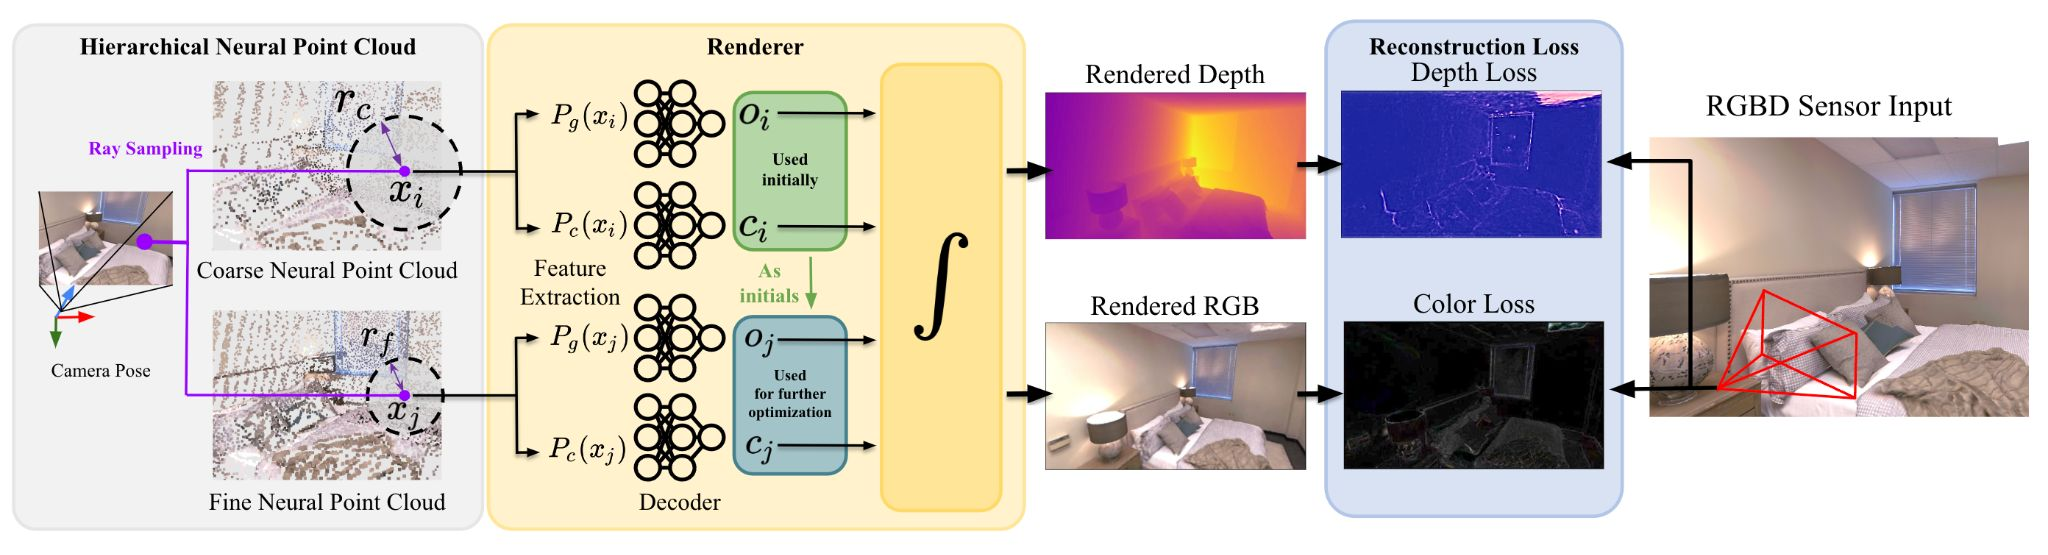 Hierarchical Neural Point Cloud
r_c
Ray Sampling
x_i
Coarse Neural Point Cloud
Camera Pose
r_f
x_j
Fine Neural Point Cloud
Renderer
P_g(x_i)
P_c(x_i)
Feature
Extraction
P_g(x_j)
P_c(x_j)
Decoder
o_i
Used
initially
c_i
As
initials
o_j
Used
for further
optimization
c_j
∫
Rendered Depth
Rendered RGB
Reconstruction Loss
Depth Loss
Color Loss
RGBD Sensor Input